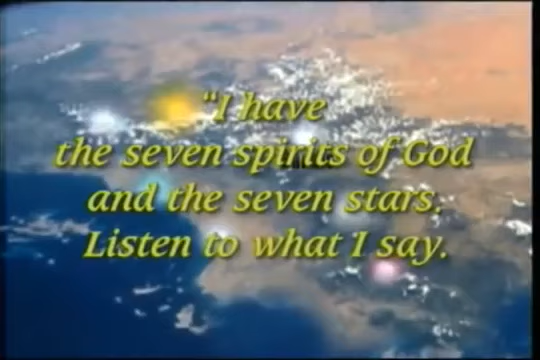 “I have
the seven spirits of God
and the seven stars.
Listen to what I say.